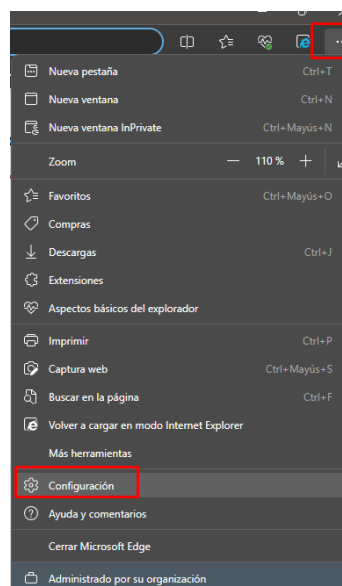 Nueva pestaña Ctrl+T
Nueva ventana Ctrl+N
Nueva ventana InPrivate Ctrl+Mayús+N
Zoom — 110 % +
Favoritos Ctrl+Mayús+O
Compras
Descargas Ctrl+J
Extensiones
Aspectos básicos del explorador
Imprimir Ctrl+P
Captura web Ctrl+Mayús+S
Buscar en la página Ctrl+F
Volver a cargar en modo Internet Explorer
Más herramientas
Configuración
Ayuda y comentarios
Cerrar Microsoft Edge
Administrado por su organización